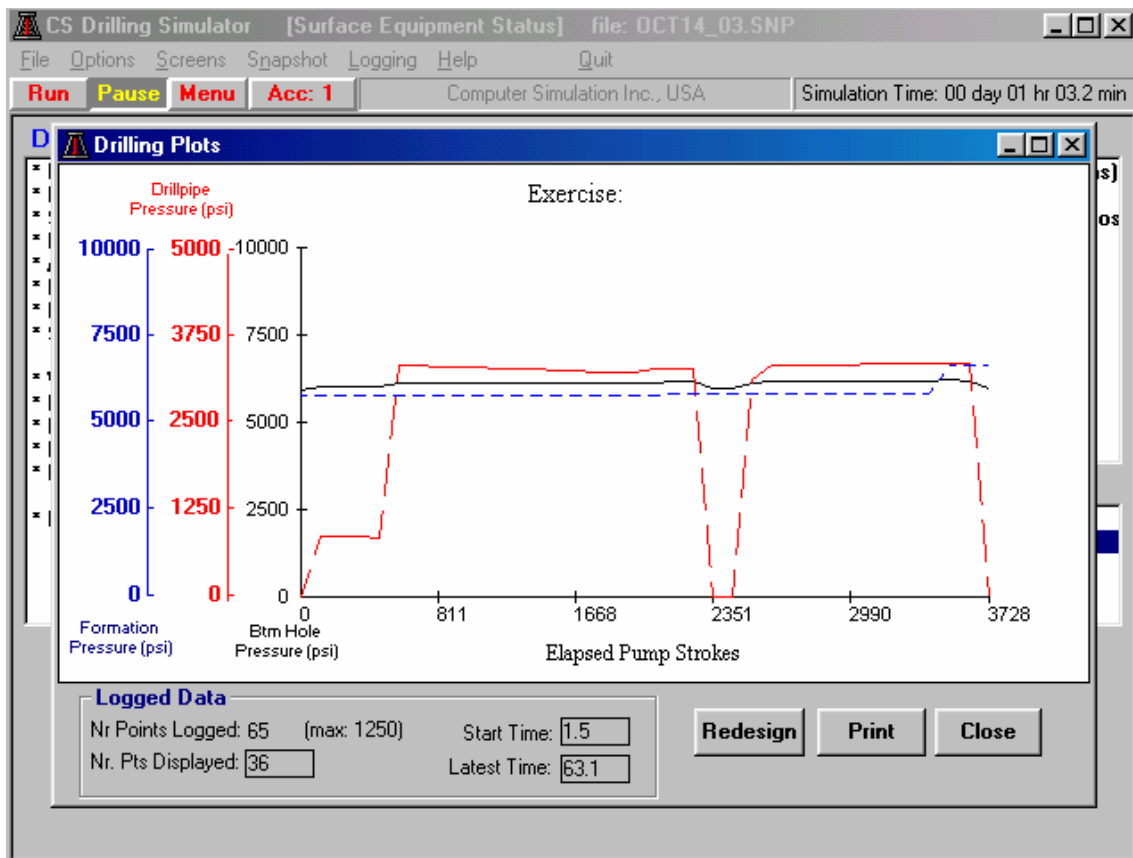 CS Drilling Simulator [Surface Equipment Status] file: OCT14_03.SNP
File Options Screens Snapshot Logging Help Quit
Run Pause Menu Acc: 1 Computer Simulation Inc., USA Simulation Time: 00 day 01 hr 03.2 min
Drilling Plots
Exercise:
Drillpipe
Pressure (psi)
10000 5000 10000
7500 3750 7500
5000 2500 5000
2500 1250 2500
0 0 0
0 811 1668 2351 2990 3728
Formation
Pressure (psi)
Btm Hole
Pressure (psi)
Elapsed Pump Strokes
Logged Data
Nr Points Logged: 65 (max: 1250)
Start Time: 1.5
Nr. Pts Displayed: 36
Latest Time: 63.1
Redesign Print Close